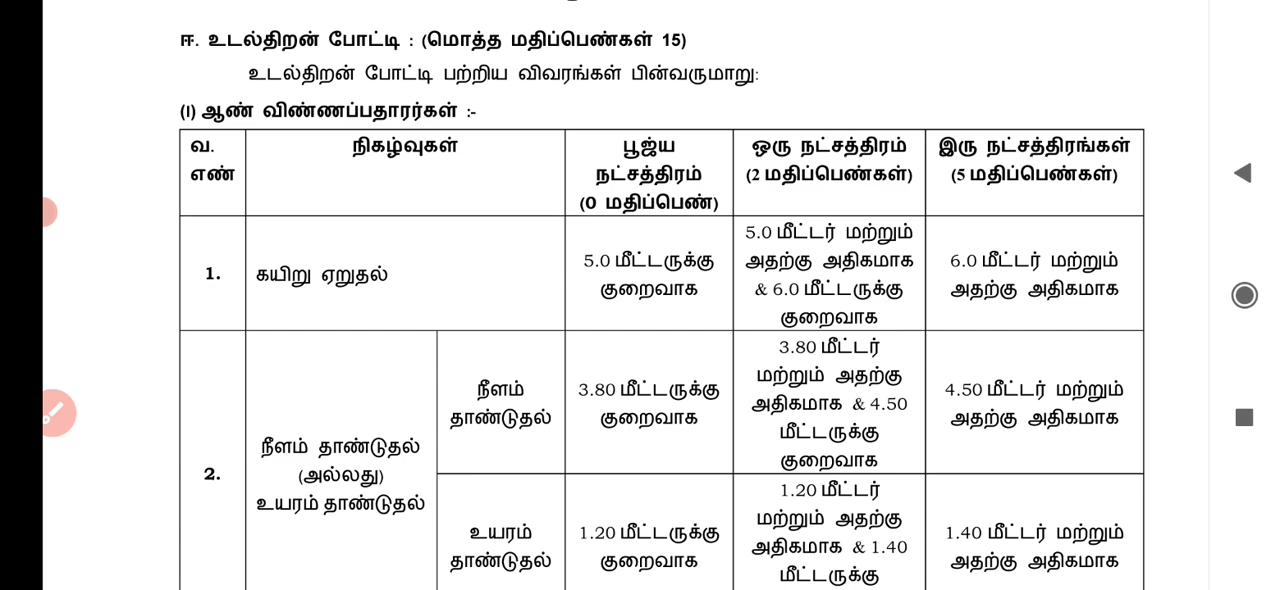 ஈ. உடல்திறன் போட்டி : (மொத்த மதிப்பெண்கள் 15)
உடல்திறன் போட்டி பற்றிய விவரங்கள் பின்வருமாறு:
(I) ஆண் விண்ணப்பதாரர்கள் :-
வ.
எண்
நிகழ்வுகள்
பூஜ்ய
நட்சத்திரம்
(0 மதிப்பெண்)
ஒரு நட்சத்திரம்
(2 மதிப்பெண்கள்)
இரு நட்சத்திரங்கள்
(5 மதிப்பெண்கள்)
1.
கயிறு ஏறுதல்
5.0 மீட்டருக்கு
குறைவாக
5.0 மீட்டர் மற்றும்
அதற்கு அதிகமாக
& 6.0 மீட்டருக்கு
குறைவாக
6.0 மீட்டர் மற்றும்
அதற்கு அதிகமாக
2.
நீளம் தாண்டுதல்
(அல்லது)
உயரம் தாண்டுதல்
நீளம்
தாண்டுதல்
3.80 மீட்டருக்கு
குறைவாக
3.80 மீட்டர்
மற்றும் அதற்கு
அதிகமாக & 4.50
மீட்டருக்கு
குறைவாக
4.50 மீட்டர் மற்றும்
அதற்கு அதிகமாக
உயரம்
தாண்டுதல்
1.20 மீட்டருக்கு
குறைவாக
1.20 மீட்டர்
மற்றும் அதற்கு
அதிகமாக & 1.40
மீட்டருக்கு
1.40 மீட்டர் மற்றும்
அதற்கு அதிகமாக